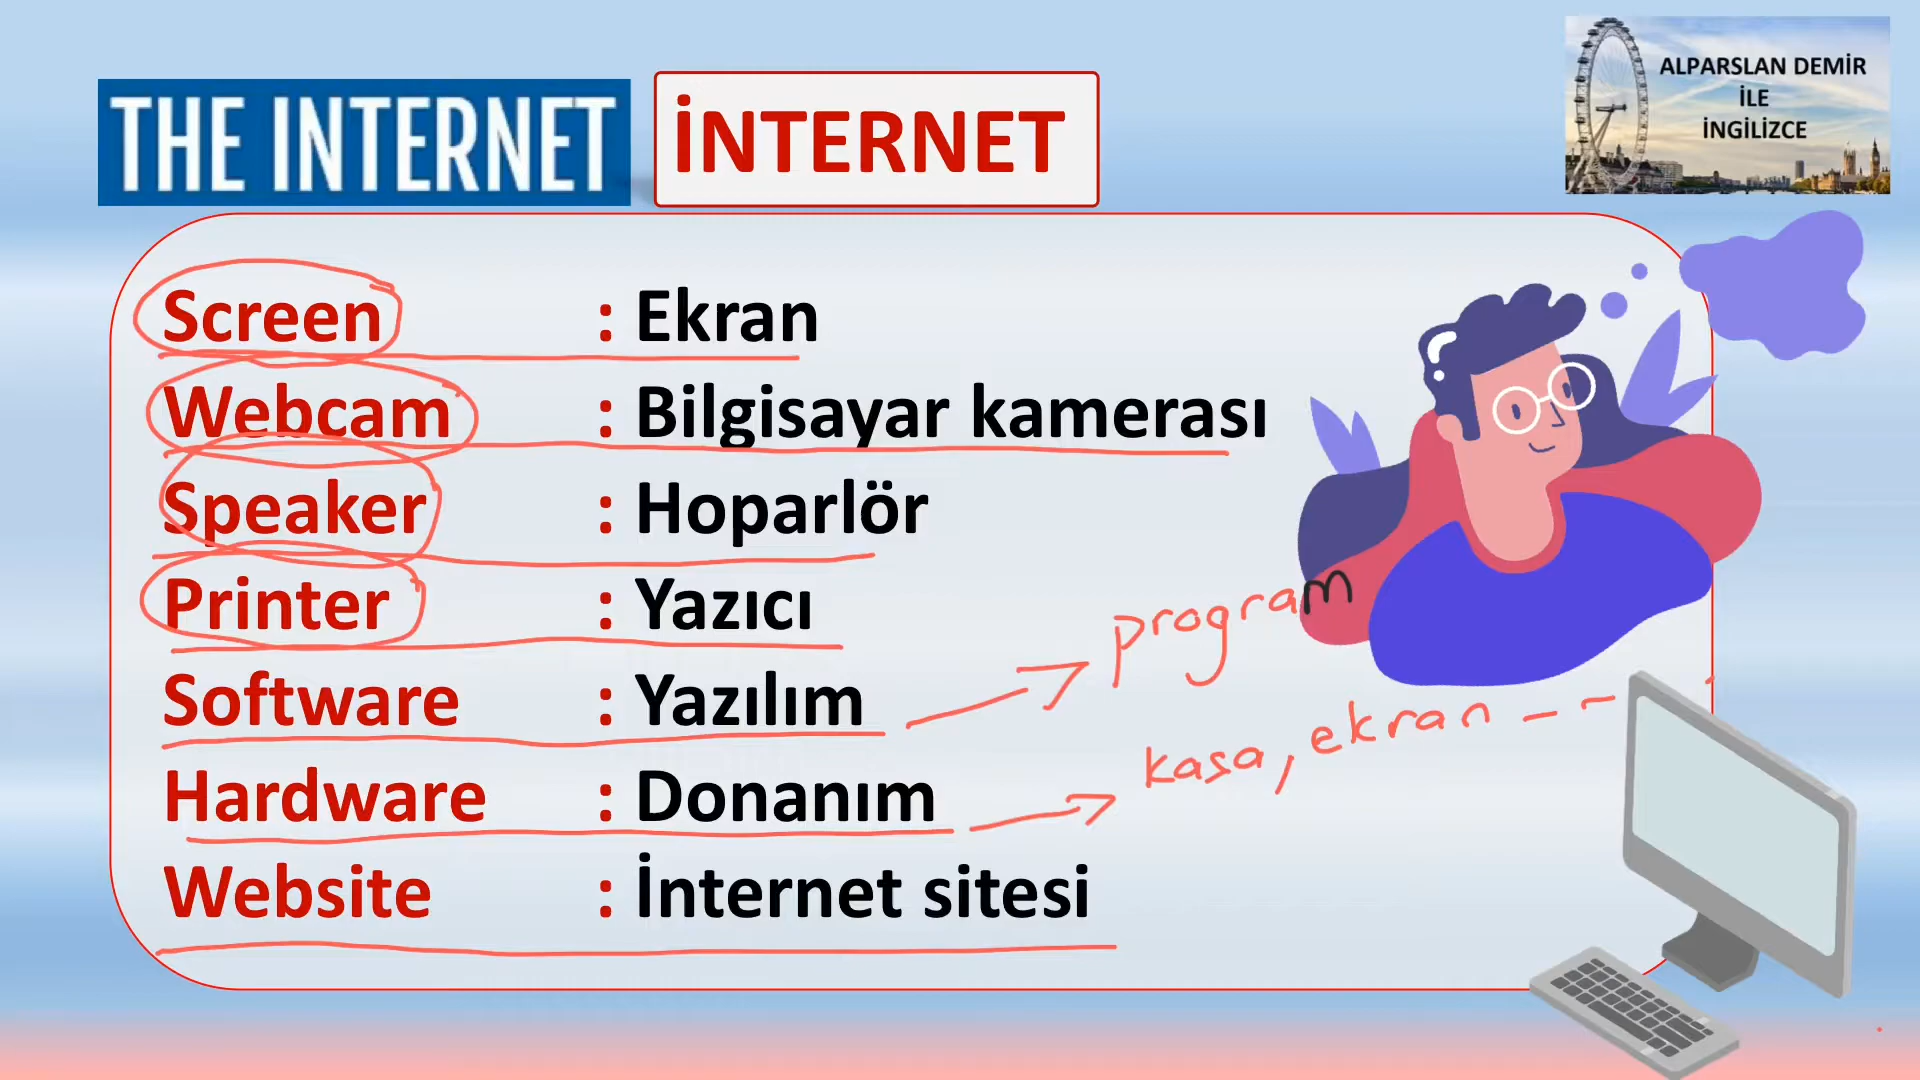 THE INTERNET
İNTERNET
ALPARSLAN DEMİR
İLE
İNGİLİZCE
Screen : Ekran
Webcam : Bilgisayar kamerası
Speaker : Hoparlör
Printer : Yazıcı
Software : Yazılım → program
Hardware : Donanım → kasa, ekran _ _
Website : İnternet sitesi